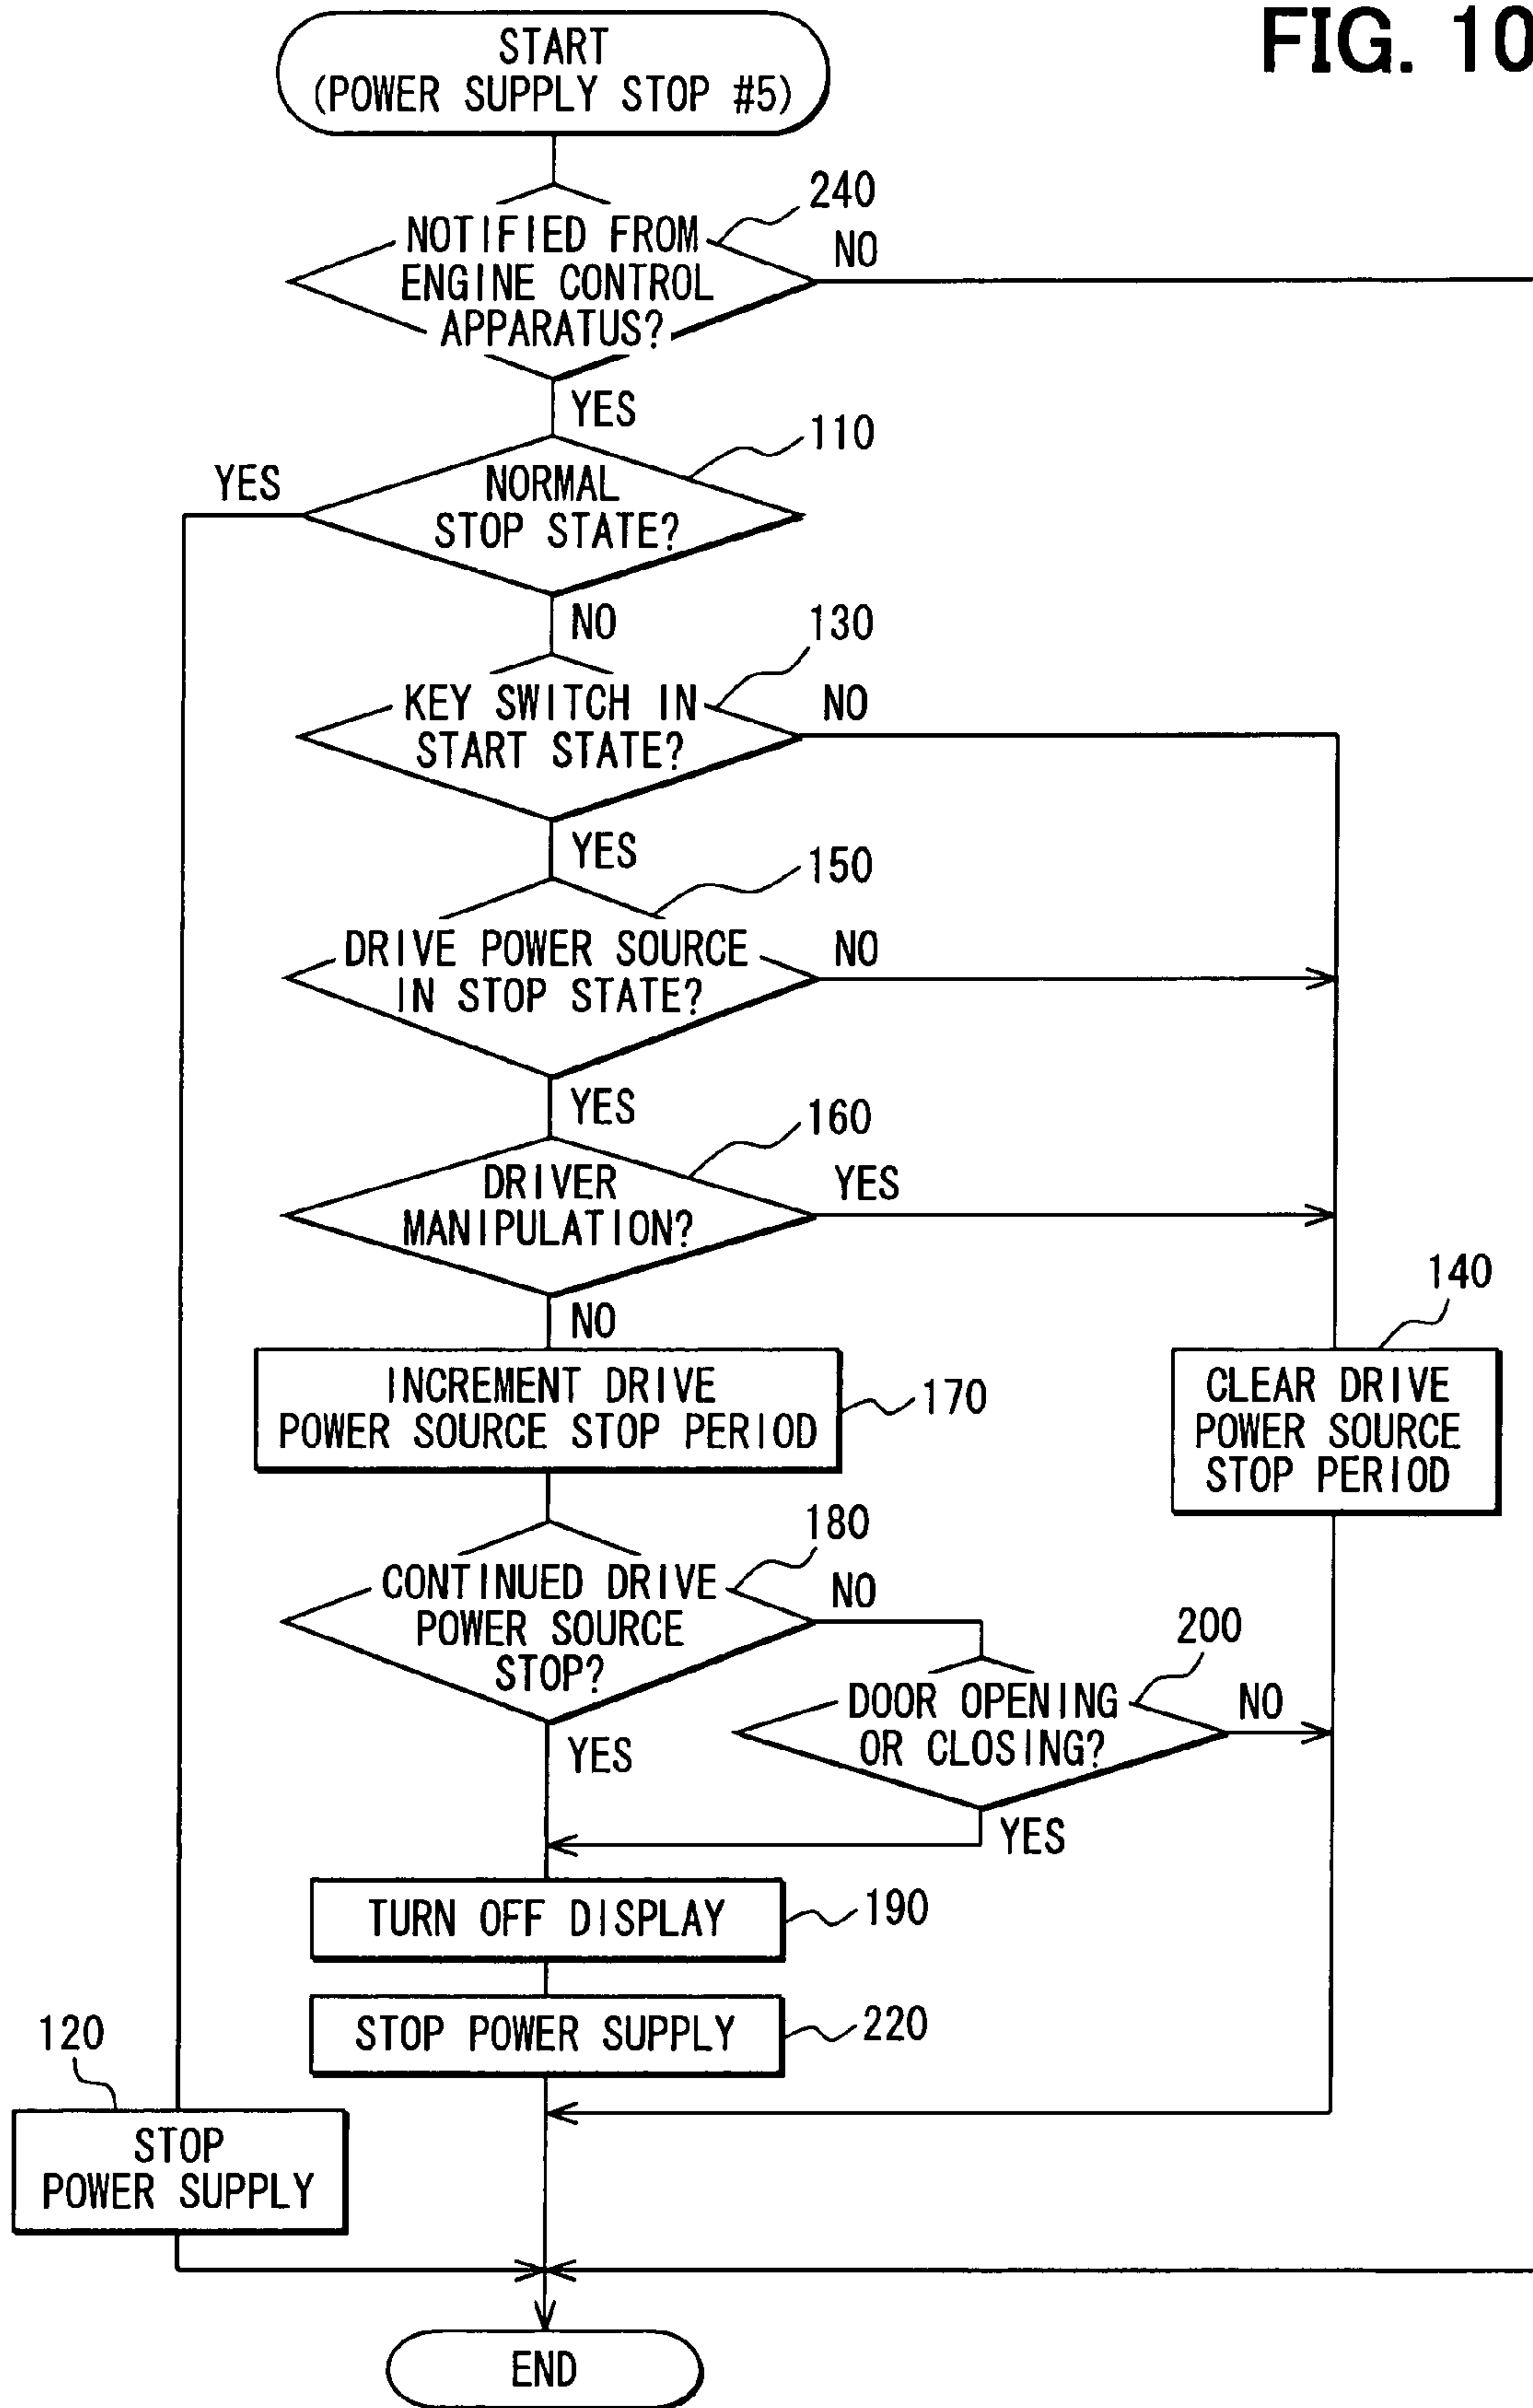 FIG. 10
START
(POWER SUPPLY STOP #5)
240
NOTIFIED FROM
ENGINE CONTROL
APPARATUS?
NO
YES
110
YES
NORMAL
STOP STATE?
NO
130
KEY SWITCH IN
START STATE?
NO
YES
150
DRIVE POWER SOURCE
IN STOP STATE?
NO
YES
160
DRIVER
MANIPULATION?
YES
NO
140
INCREMENT DRIVE
POWER SOURCE STOP PERIOD
170
CLEAR DRIVE
POWER SOURCE
STOP PERIOD
180
CONTINUED DRIVE
POWER SOURCE
STOP?
NO
YES
200
DOOR OPENING
OR CLOSING?
NO
YES
TURN OFF DISPLAY
190
STOP POWER SUPPLY
220
120
STOP
POWER SUPPLY
END